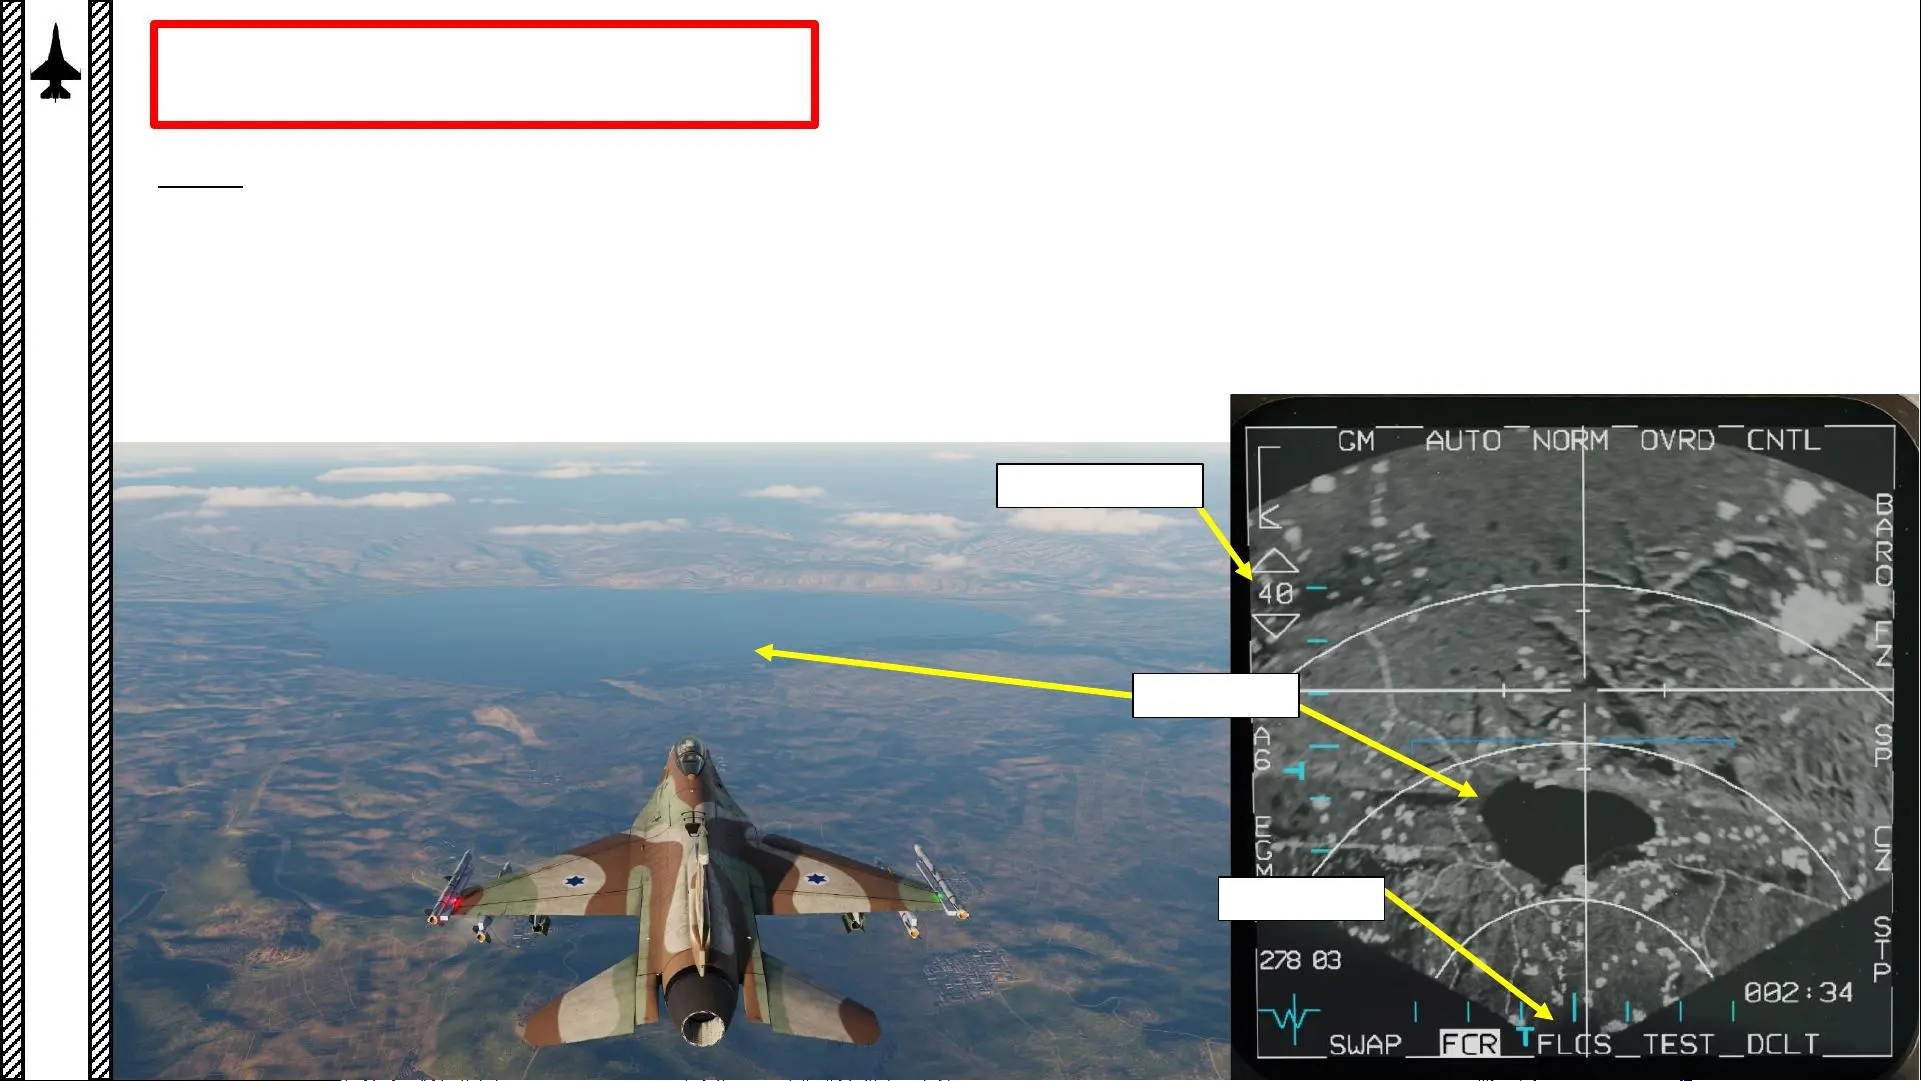 GM AUTO NORM OVRD CNTL
BARO
40
FZ
SP
A6
EGM
CZ
STP
278 03
002:34
SWAP FCR FLCS TEST DCLT
T